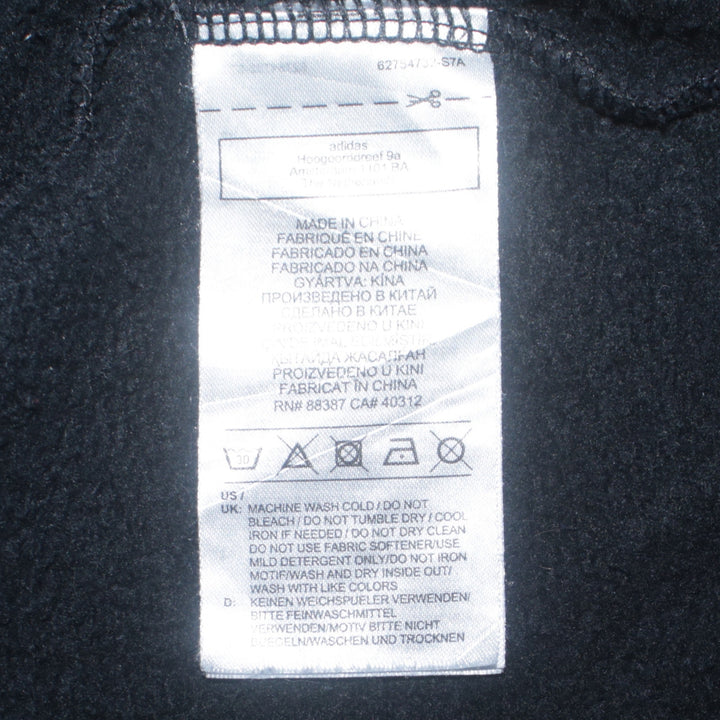 adidas
Hoogoorddreef 9a
1101 BA
MADE IN CHINA
FABRIQUÉ EN CHINE
FABRICADO EN CHINA
FABRICADO NA CHINA
GYÁRTVA: KÍNA
ПРОИЗВЕДЕНО В КИТАЙ
СДЕЛАНО В КИТАЕ
PROIZVEDENO U KINI
ҚЫТАЙДА ЖАСАЛҒАН
PROIZVEDENO U KINI
FABRICAT ÎN CHINA
RN# 88387 CA# 40312
30
US /
UK: MACHINE WASH COLD / DO NOT
BLEACH / DO NOT TUMBLE DRY / COOL
IRON IF NEEDED / DO NOT DRY CLEAN
DO NOT USE FABRIC SOFTENER/USE
MILD DETERGENT ONLY/DO NOT IRON
MOTIF/WASH AND DRY INSIDE OUT/
WASH WITH LIKE COLORS
D: KEINEN WEICHSPUELER VERWENDEN/
BITTE FEINWASCHMITTEL
VERWENDEN/MOTIV BITTE NICHT
BUEGELN/WASCHEN UND TROCKNEN